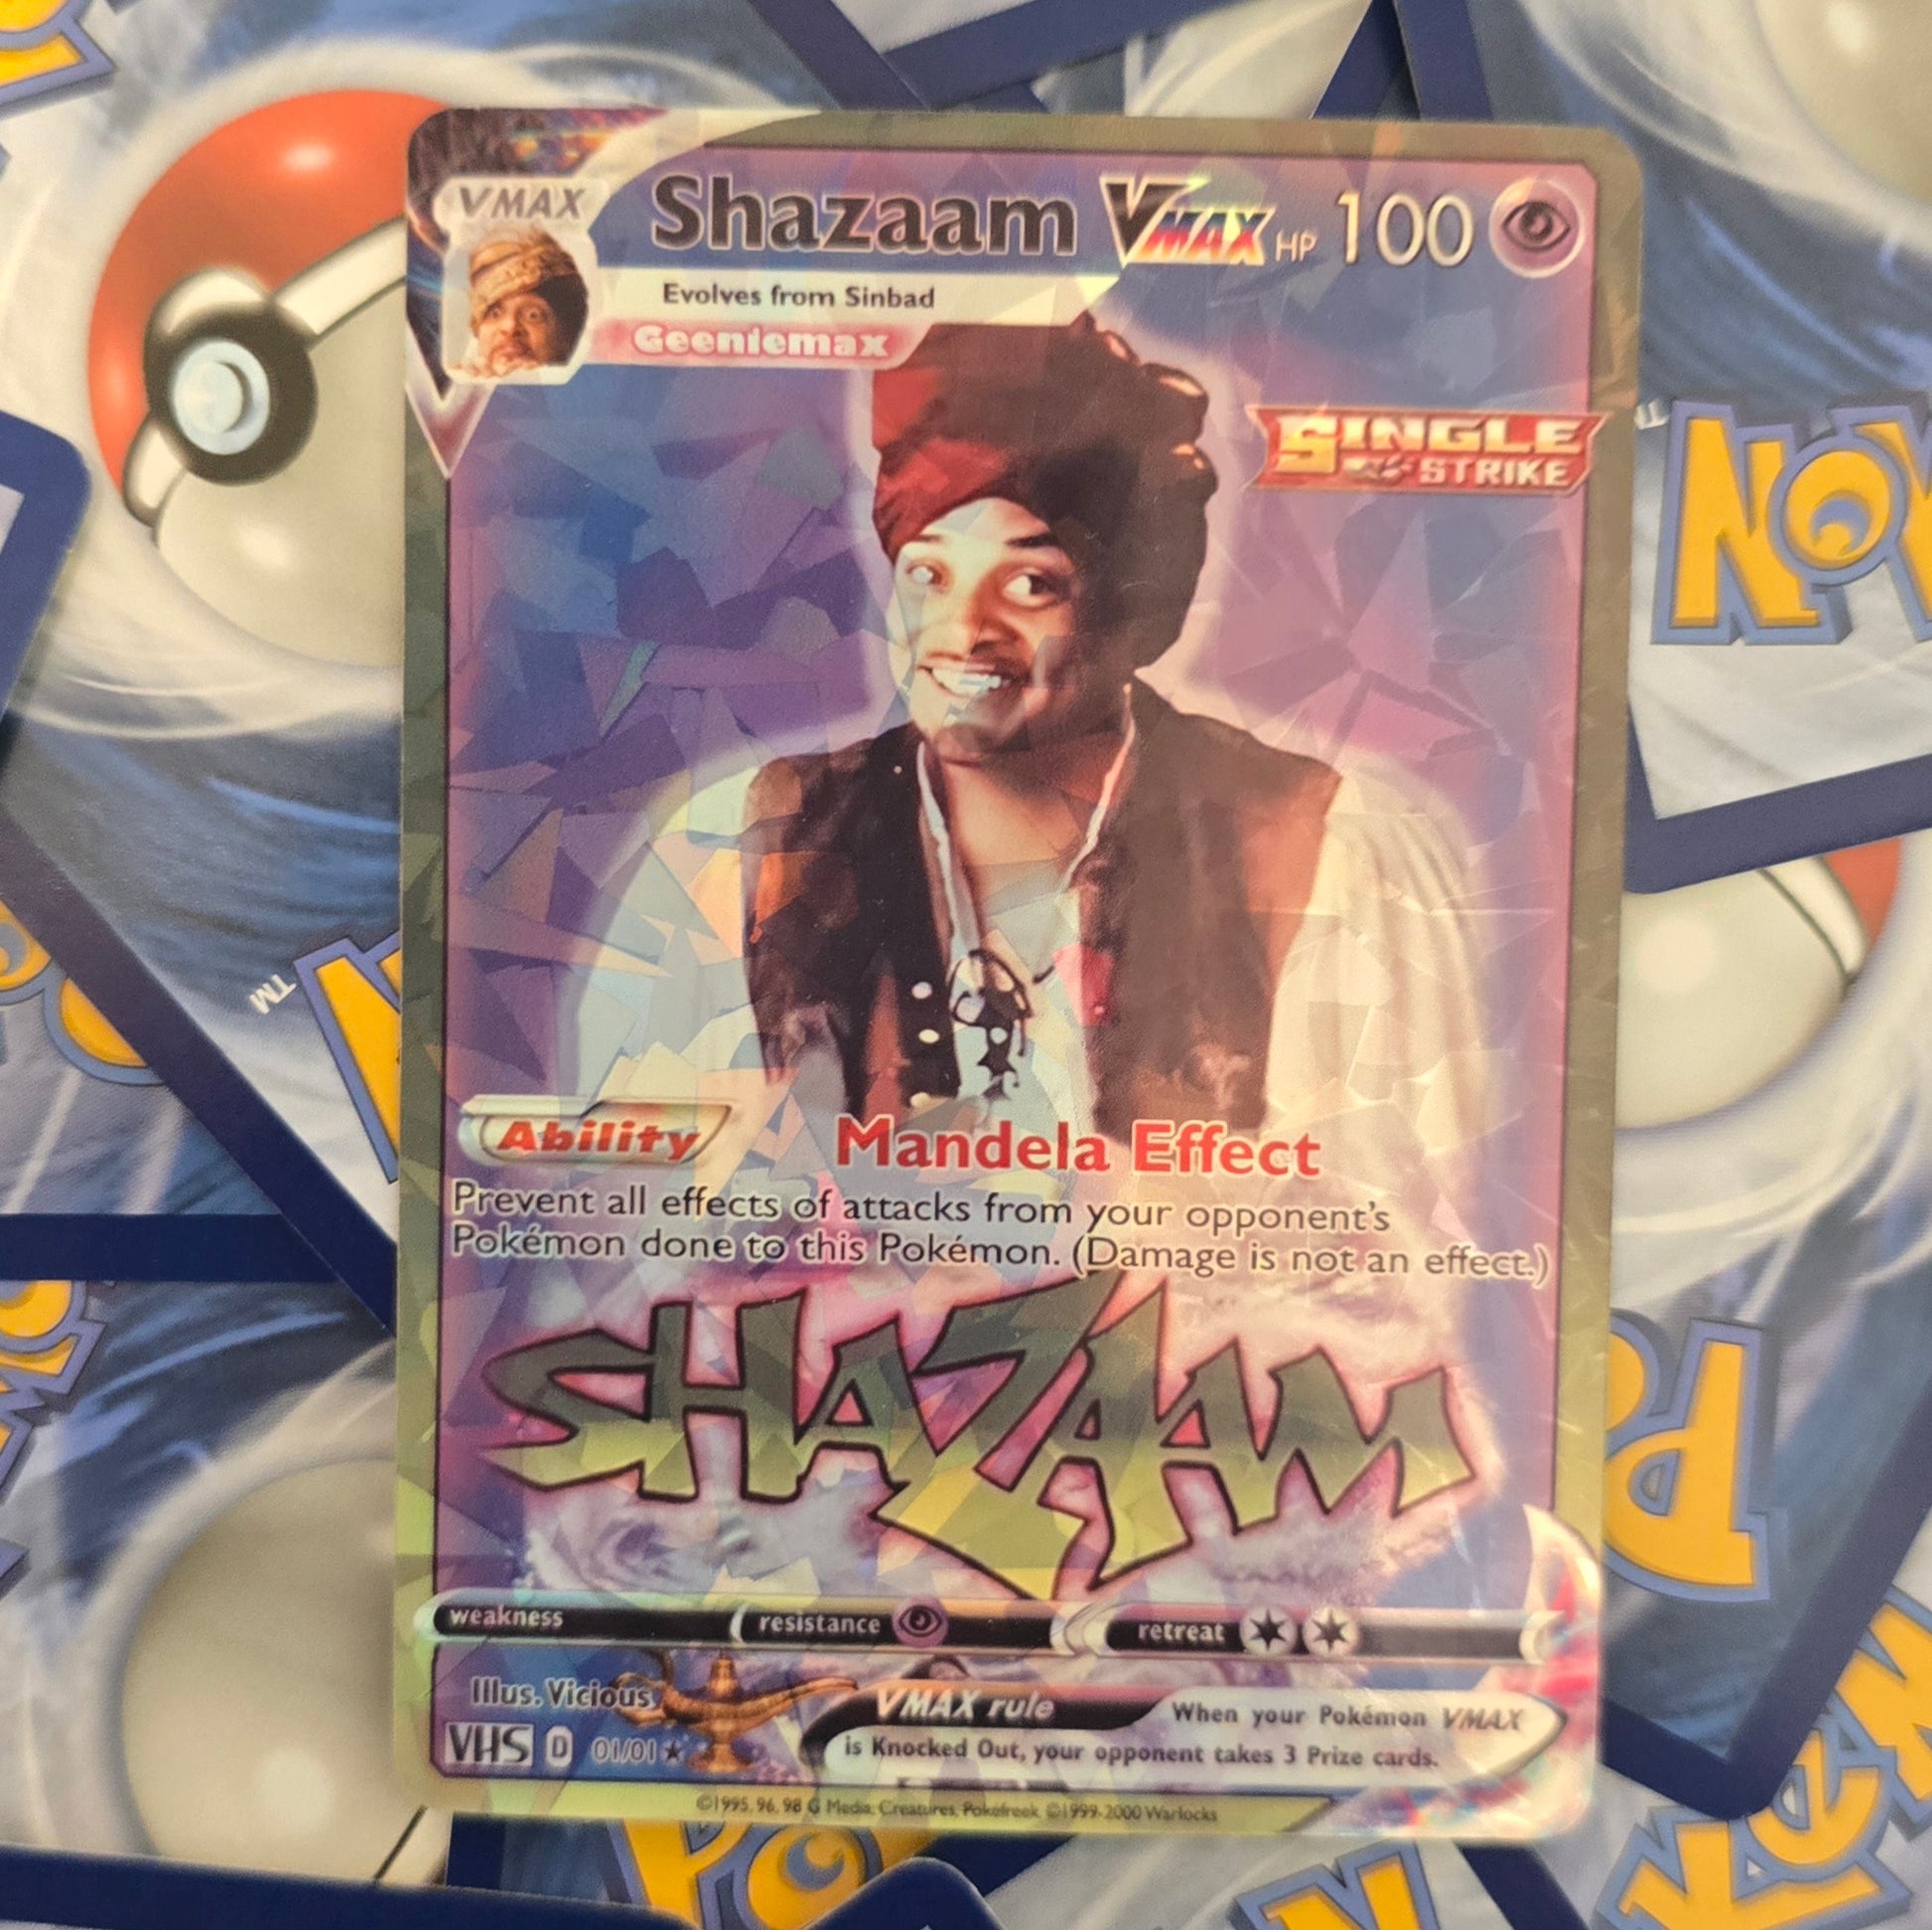 VMAX
Shazaam VMAX HP 100
Evolves from Sinbad
Geeniemax
SINGLE
STRIKE
Ability Mandela Effect
Prevent all effects of attacks from your opponent's
Pokémon done to this Pokémon. (Damage is not an effect.)
SHAZAAM
weakness resistance retreat
Illus. Vicious
VHS D 01/01 ★
VMAX rule When your Pokémon VMAX
is Knocked Out, your opponent takes 3 Prize cards.
©1995, 96, 98 G Media, Creatures, Pokéfreek ©1999-2000 Warlocks
TM